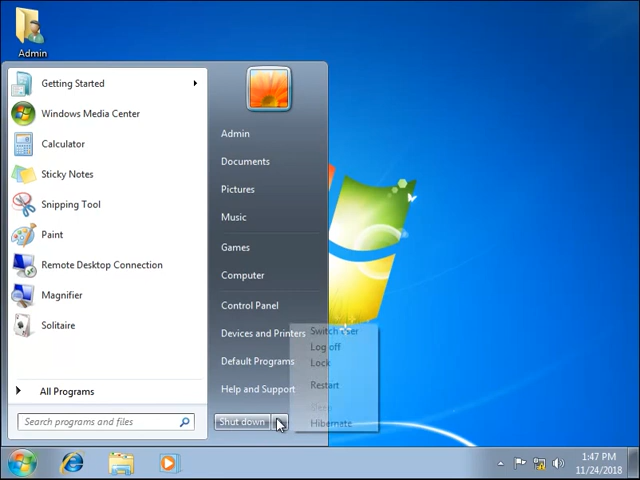 Admin
Getting Started
Windows Media Center
Calculator
Sticky Notes
Snipping Tool
Paint
Remote Desktop Connection
Magnifier
Solitaire
All Programs
Search programs and files
Admin
Documents
Pictures
Music
Games
Computer
Control Panel
Devices and Printers
Default Programs
Help and Support
Shut down
Switch user
Log off
Lock
Restart
Sleep
Hibernate
1:47 PM
11/24/2018